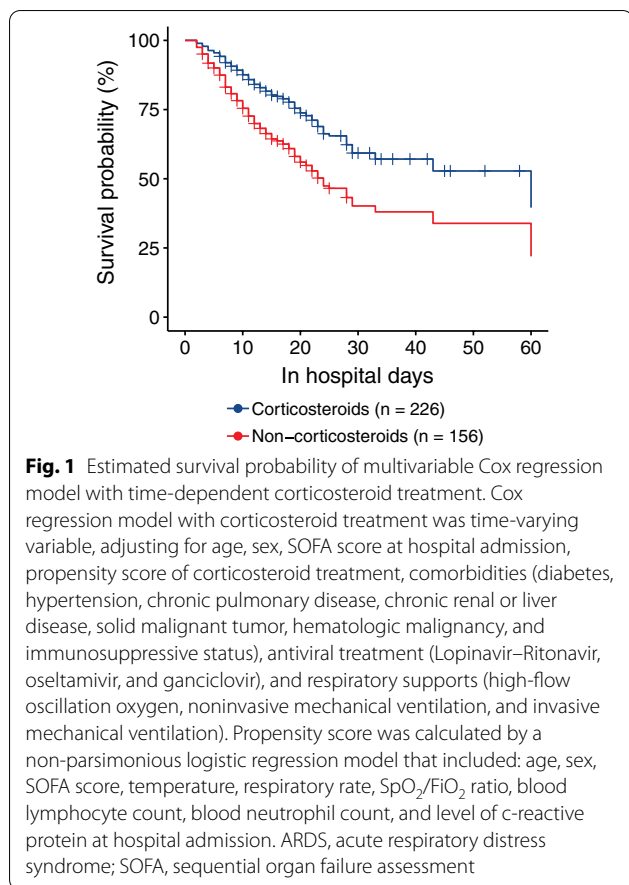 100
75
50
25
0
Survival probability (%)
0 10 20 30 40 50 60
In hospital days
Corticosteroids (n = 226)
Non−corticosteroids (n = 156)
Fig. 1 Estimated survival probability of multivariable Cox regression
model with time-dependent corticosteroid treatment. Cox
regression model with corticosteroid treatment was time-varying
variable, adjusting for age, sex, SOFA score at hospital admission,
propensity score of corticosteroid treatment, comorbidities (diabetes,
hypertension, chronic pulmonary disease, chronic renal or liver
disease, solid malignant tumor, hematologic malignancy, and
immunosuppressive status), antiviral treatment (Lopinavir–Ritonavir,
oseltamivir, and ganciclovir), and respiratory supports (high-flow
oscillation oxygen, noninvasive mechanical ventilation, and invasive
mechanical ventilation). Propensity score was calculated by a
non-parsimonious logistic regression model that included: age, sex,
SOFA score, temperature, respiratory rate, SpO₂/FiO₂ ratio, blood
lymphocyte count, blood neutrophil count, and level of c-reactive
protein at hospital admission. ARDS, acute respiratory distress
syndrome; SOFA, sequential organ failure assessment